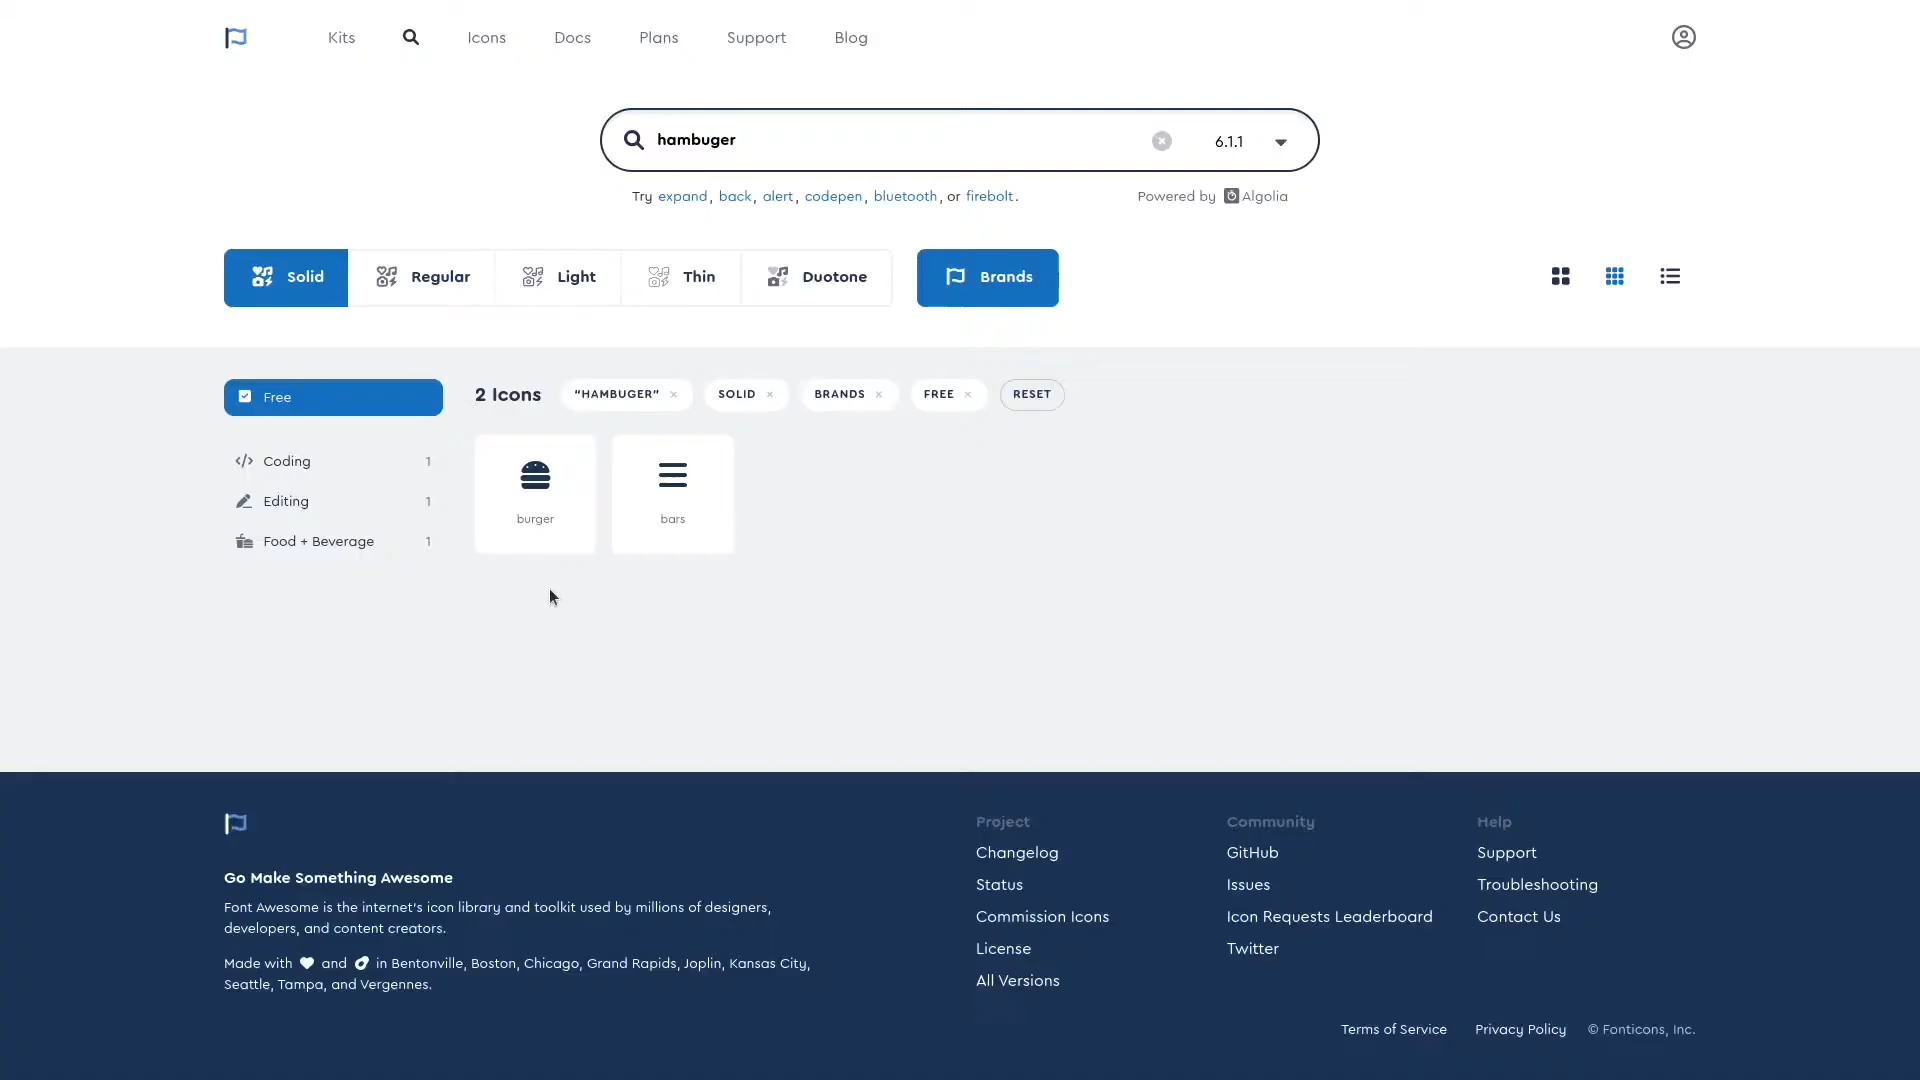 Kits Icons Docs Plans Support Blog
hambuger 6.1.1
Try expand, back, alert, codepen, bluetooth, or firebolt. Powered by Algolia
Solid Regular Light Thin Duotone Brands
Free
2 Icons "HAMBUGER" × SOLID × BRANDS × FREE × RESET
Coding 1
Editing 1
Food + Beverage 1
burger
bars
Go Make Something Awesome
Font Awesome is the internet's icon library and toolkit used by millions of designers,
developers, and content creators.
Made with and in Bentonville, Boston, Chicago, Grand Rapids, Joplin, Kansas City,
Seattle, Tampa, and Vergennes.
Project
Changelog
Status
Commission Icons
License
All Versions
Community
GitHub
Issues
Icon Requests Leaderboard
Twitter
Help
Support
Troubleshooting
Contact Us
Terms of Service Privacy Policy © Fonticons, Inc.